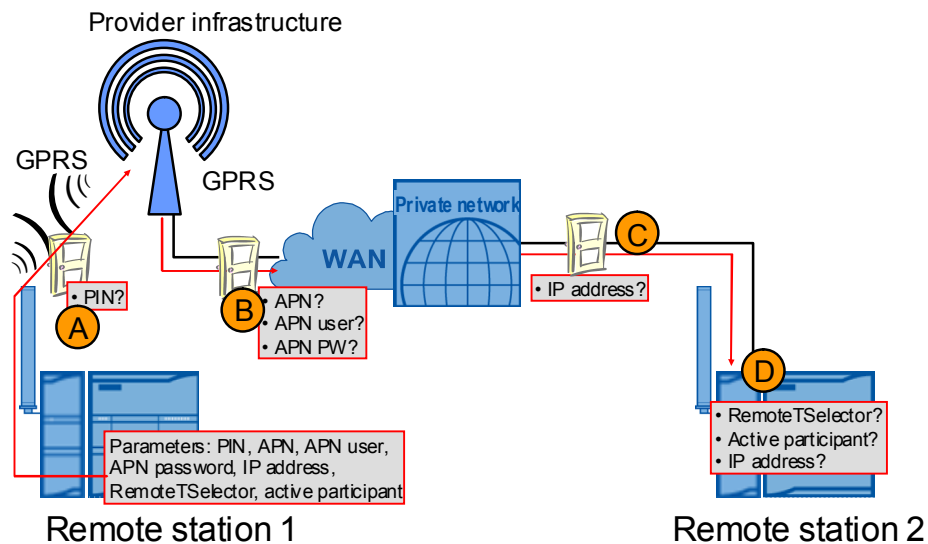 Provider infrastructure
GPRS
GPRS
Private network
WAN
C
• IP address?
• PIN?
A
B
• APN?
• APN user?
• APN PW?
D
• RemoteTSelector?
• Active participant?
• IP address?
Parameters: PIN, APN, APN user,
APN password, IP address,
RemoteTSelector, active participant
Remote station 1
Remote station 2